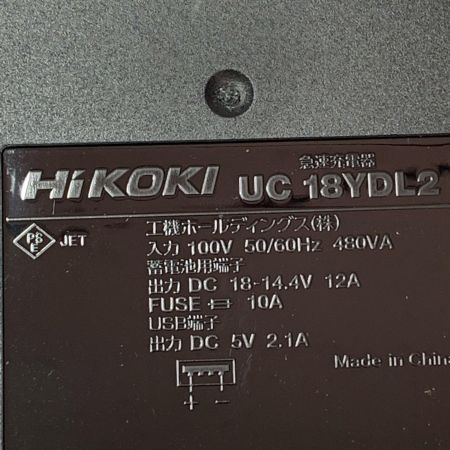 急速充電器
HiKOKI UC 18YDL2
PS E JET
工機ホールディングス(株)
入力 100V 50/60Hz 480VA
蓄電池用端子
出力 DC 18-14.4V 12A
FUSE 10A
USB端子
出力 DC 5V 2.1A
Made in China
+ −